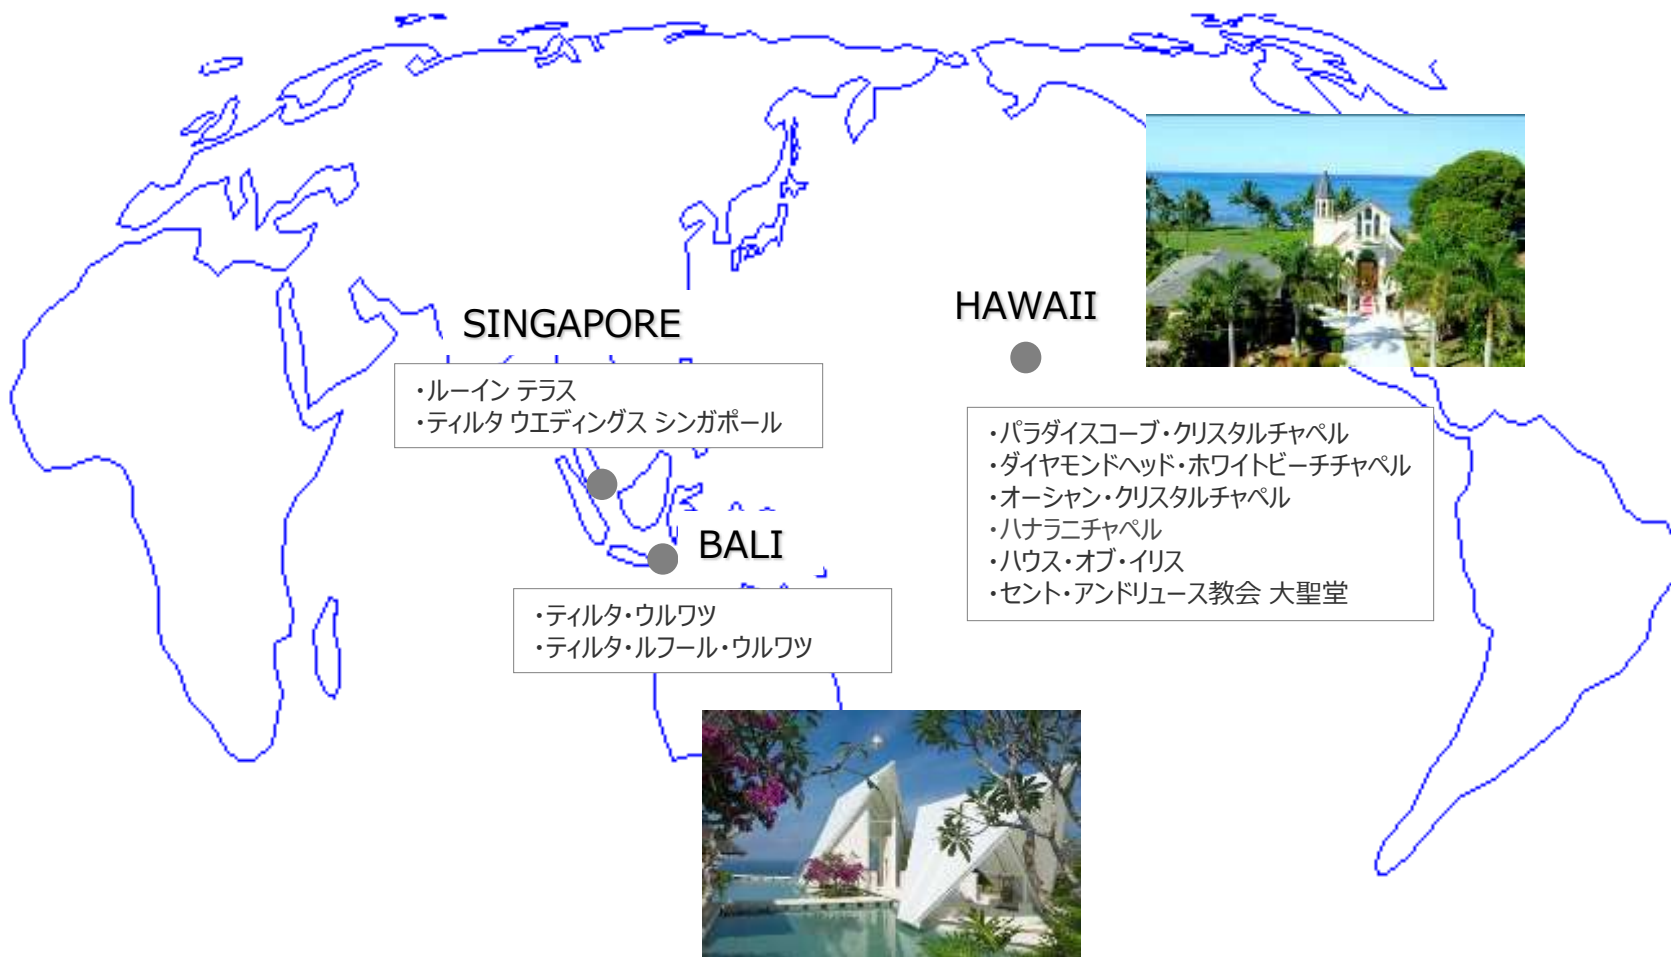 SINGAPORE
・ルーイン テラス
・ティルタ ウエディングス シンガポール
HAWAII
・パラダイスコーブ・クリスタルチャペル
・ダイヤモンドヘッド・ホワイトビーチチャペル
・オーシャン・クリスタルチャペル
・ハナラニチャペル
・ハウス・オブ・イリス
・セント・アンドリュース教会 大聖堂
BALI
・ティルタ・ウルワツ
・ティルタ・ルフール・ウルワツ